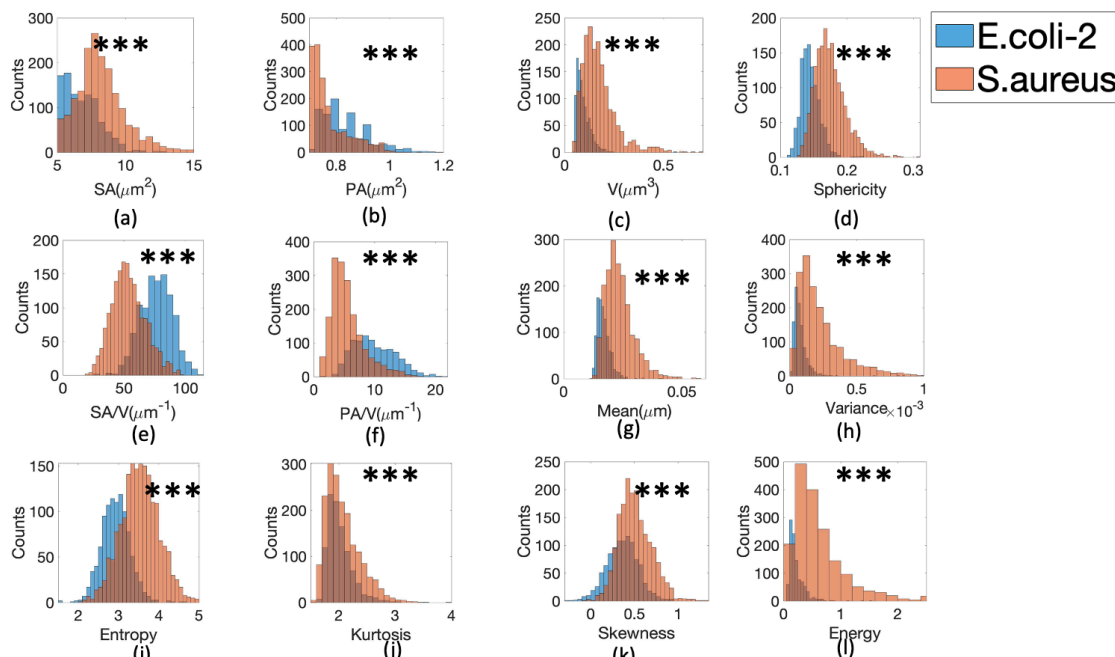 E.coli-2
S.aureus
300
200
100
0
Counts
5
10
15
SA(μm²)
***
(a)
500
400
300
200
100
0
Counts
0.8
1
1.2
PA(μm²)
***
(b)
250
200
150
100
50
0
Counts
0
0.2
0.4
0.6
V(μm³)
***
(c)
200
150
100
50
0
Counts
0.1
0.2
0.3
Sphericity
***
(d)
200
150
100
50
0
Counts
0
50
100
SA/V(μm⁻¹)
***
(e)
400
300
200
100
0
Counts
0
10
20
PA/V(μm⁻¹)
***
(f)
300
200
100
0
Counts
0
0.05
Mean(μm)
***
(g)
400
300
200
100
0
Counts
0
0.5
1
Variance
×10⁻³
***
(h)
150
100
50
0
Counts
2
3
4
5
Entropy
***
(i)
300
200
100
0
Counts
2
3
4
Kurtosis
***
(j)
250
200
150
100
50
0
Counts
0
0.5
1
Skewness
***
(k)
500
400
300
200
100
0
Counts
0
1
2
Energy
***
(l)